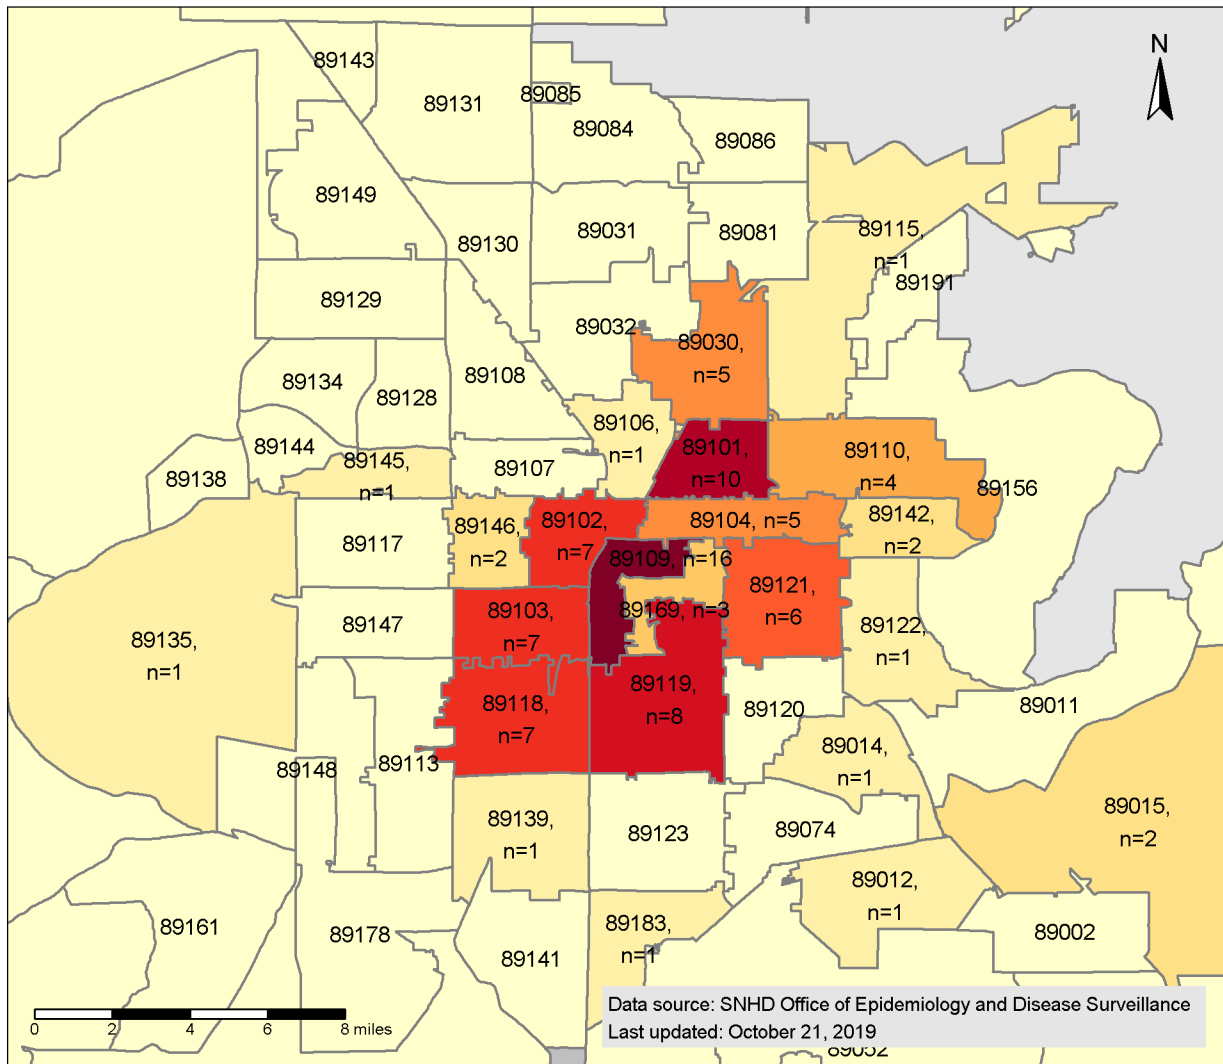 N
89143
89131
89085
89084
89086
89149
89130
89031
89081
89115,
n=1
89191
89129
89032
89030,
n=5
89134
89128
89108
89106,
n=1
89101,
n=10
89110,
n=4
89144
89145,
n=1
89138
89107
89156
89117
89146,
n=2
89102,
n=7
89104, n=5
89142,
n=2
89109, n=16
89121,
n=6
89135,
n=1
89147
89103,
n=7
89169, n=3
89122,
n=1
89118,
n=7
89119,
n=8
89120
89011
89148
89113
89014,
n=1
89015,
n=2
89139,
n=1
89123
89074
89161
89178
89141
89183,
n=1
89012,
n=1
89002
0 2 4 6 8 miles
Data source: SNHD Office of Epidemiology and Disease Surveillance
Last updated: October 21, 2019
89052